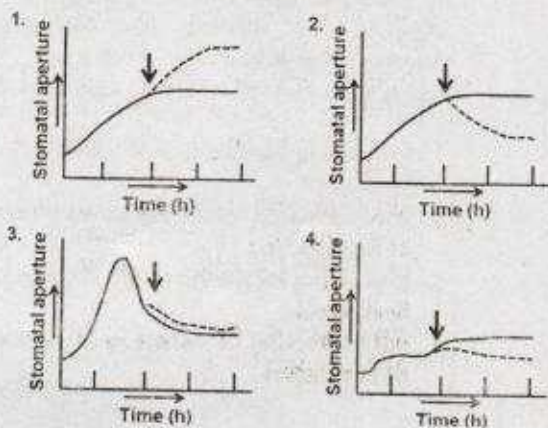 1.
Stomatal aperture
Time (h)
2.
Stomatal aperture
Time (h)
3.
Stomatal aperture
Time (h)
4.
Stomatal aperture
Time (h)